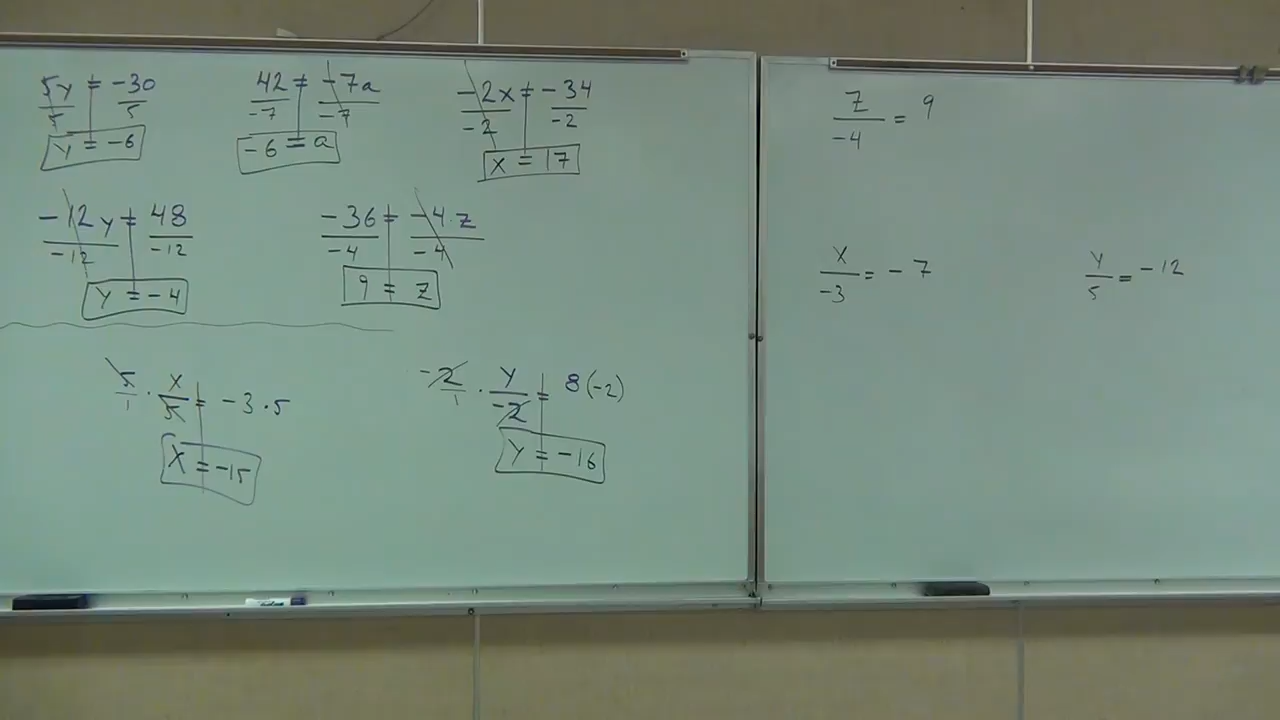 5y = -30
5 5
y = -6
42 = -7a
-7 -7
-6 = a
-2x = -34
-2 -2
x = 17
-12y = 48
-12 -12
y = -4
-36 = -4·z
-4 -4
9 = z
5/1 · x/5 = -3·5
x = -15
-2/1 · y/-2 = 8(-2)
y = -16
z/-4 = 9
x/-3 = -7
y/5 = -12